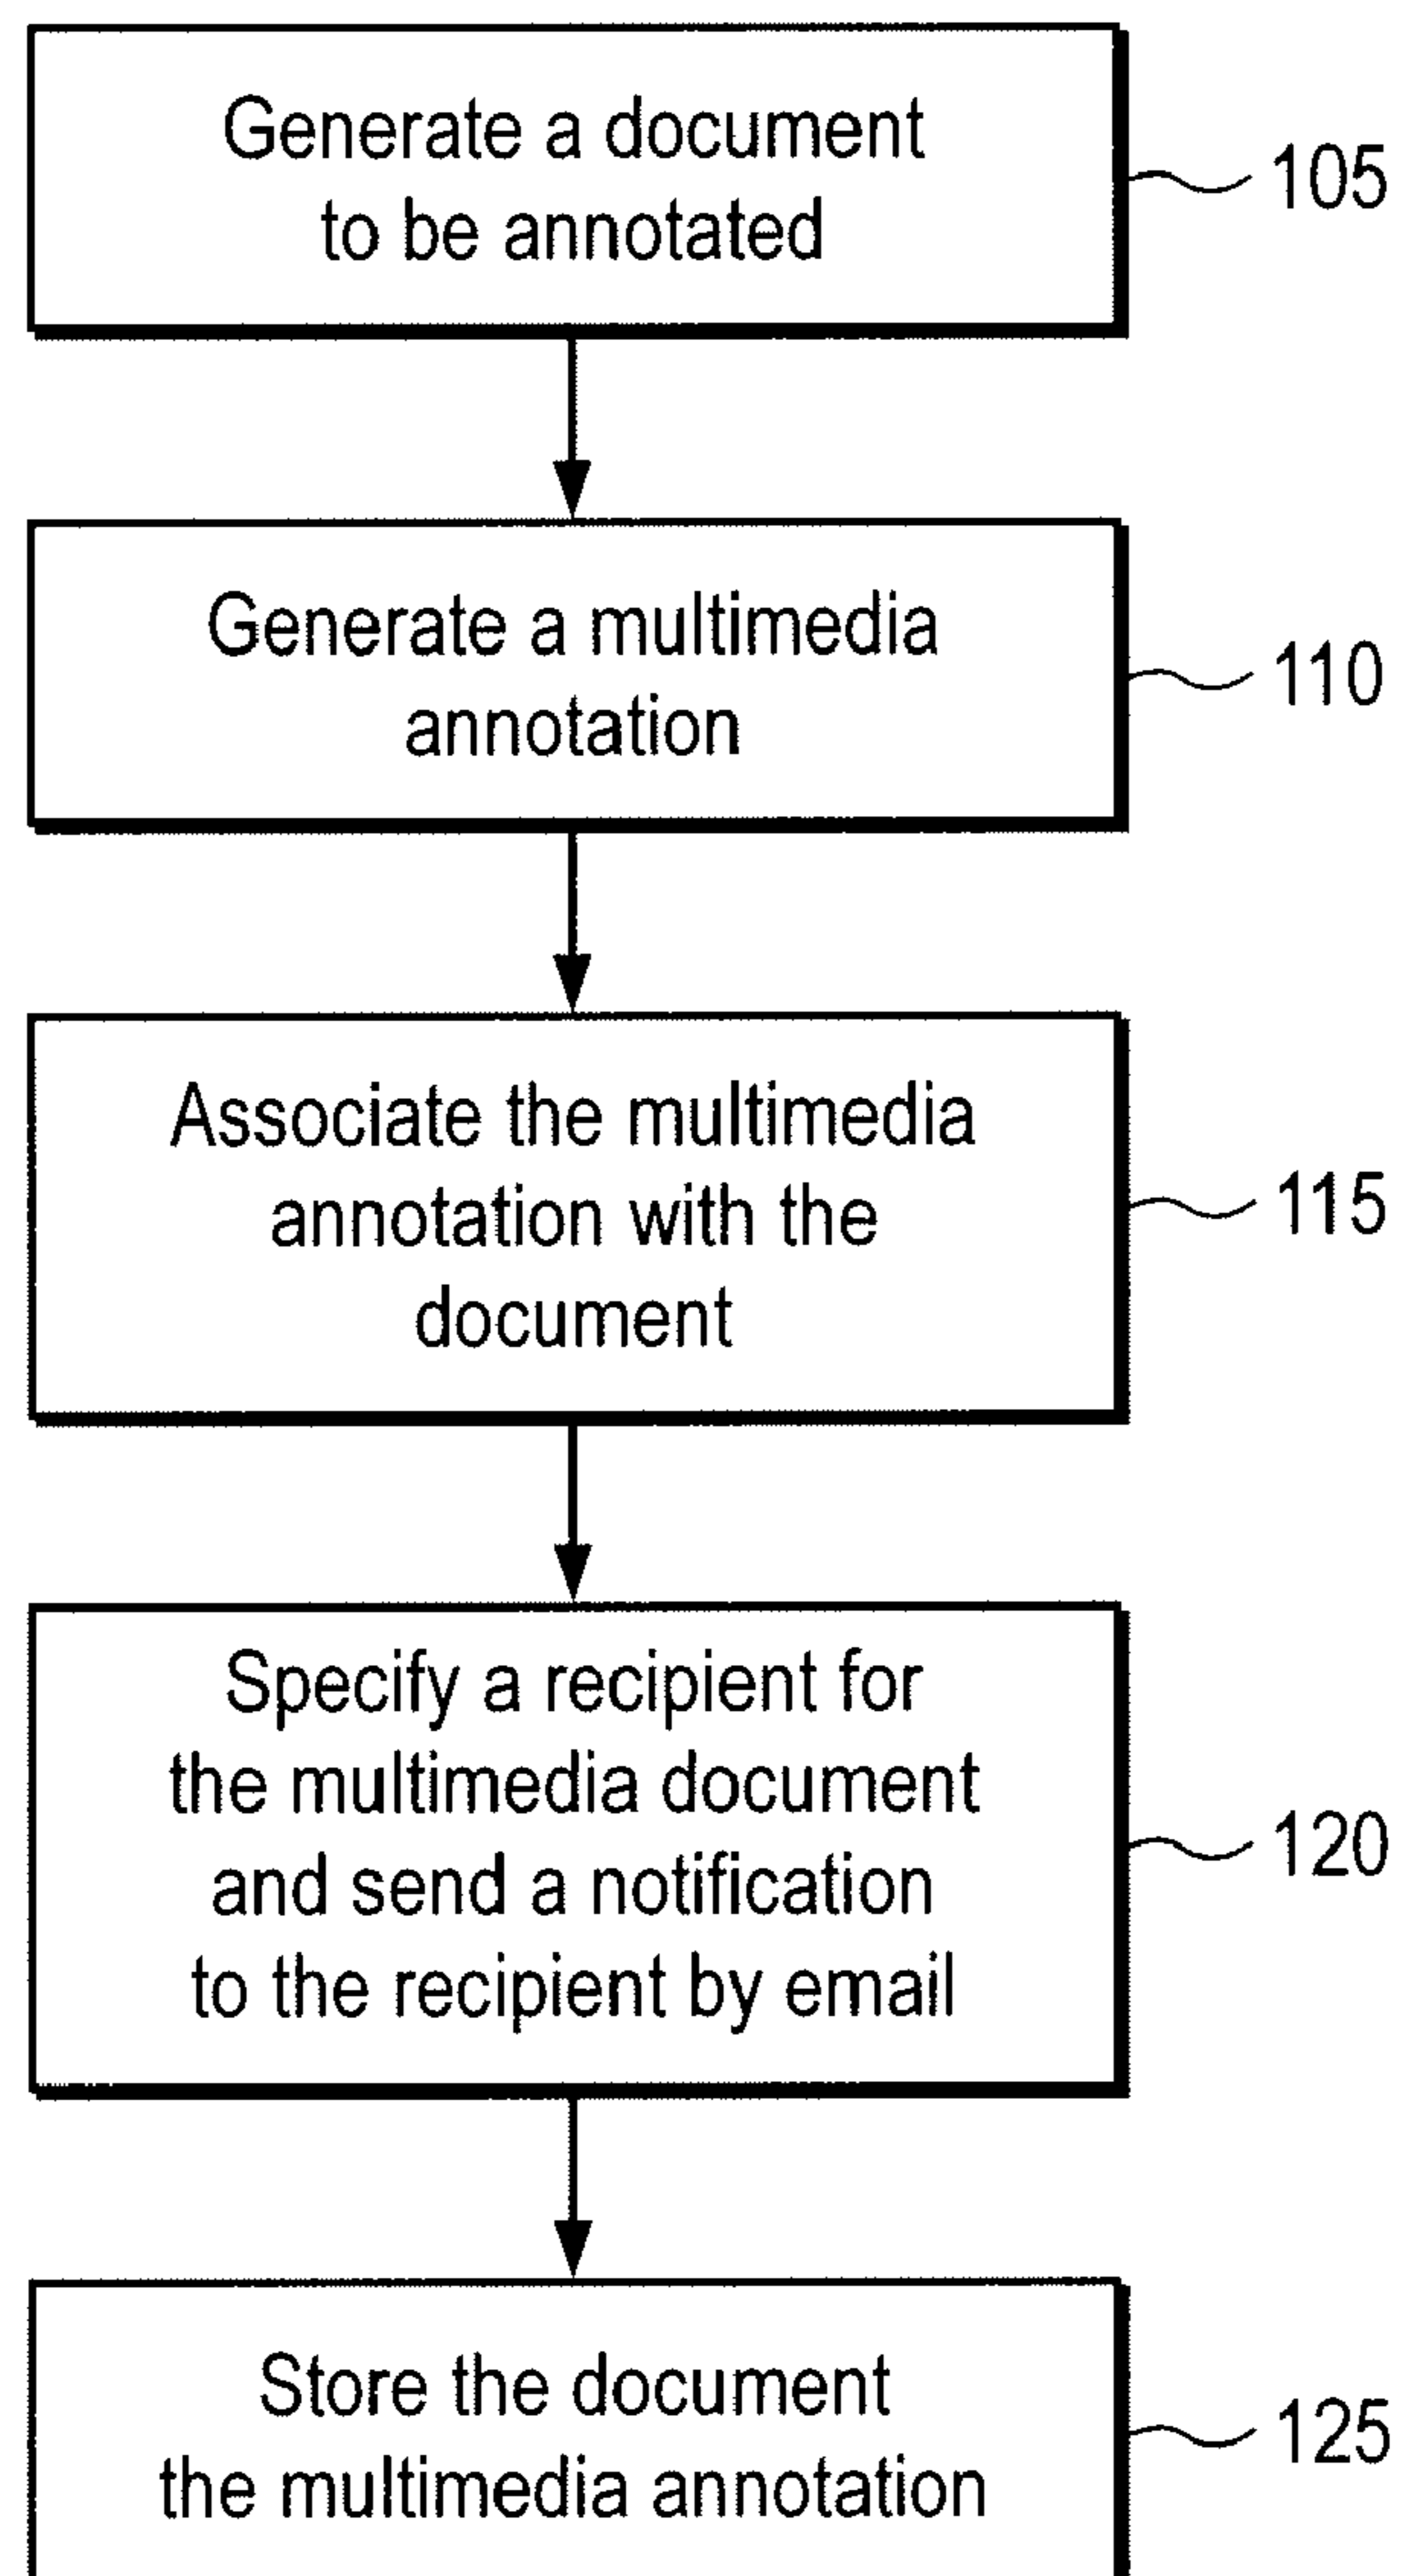 Generate a document
to be annotated
105
Generate a multimedia
annotation
110
Associate the multimedia
annotation with the
document
115
Specify a recipient for
the multimedia document
and send a notification
to the recipient by email
120
Store the document
the multimedia annotation
125